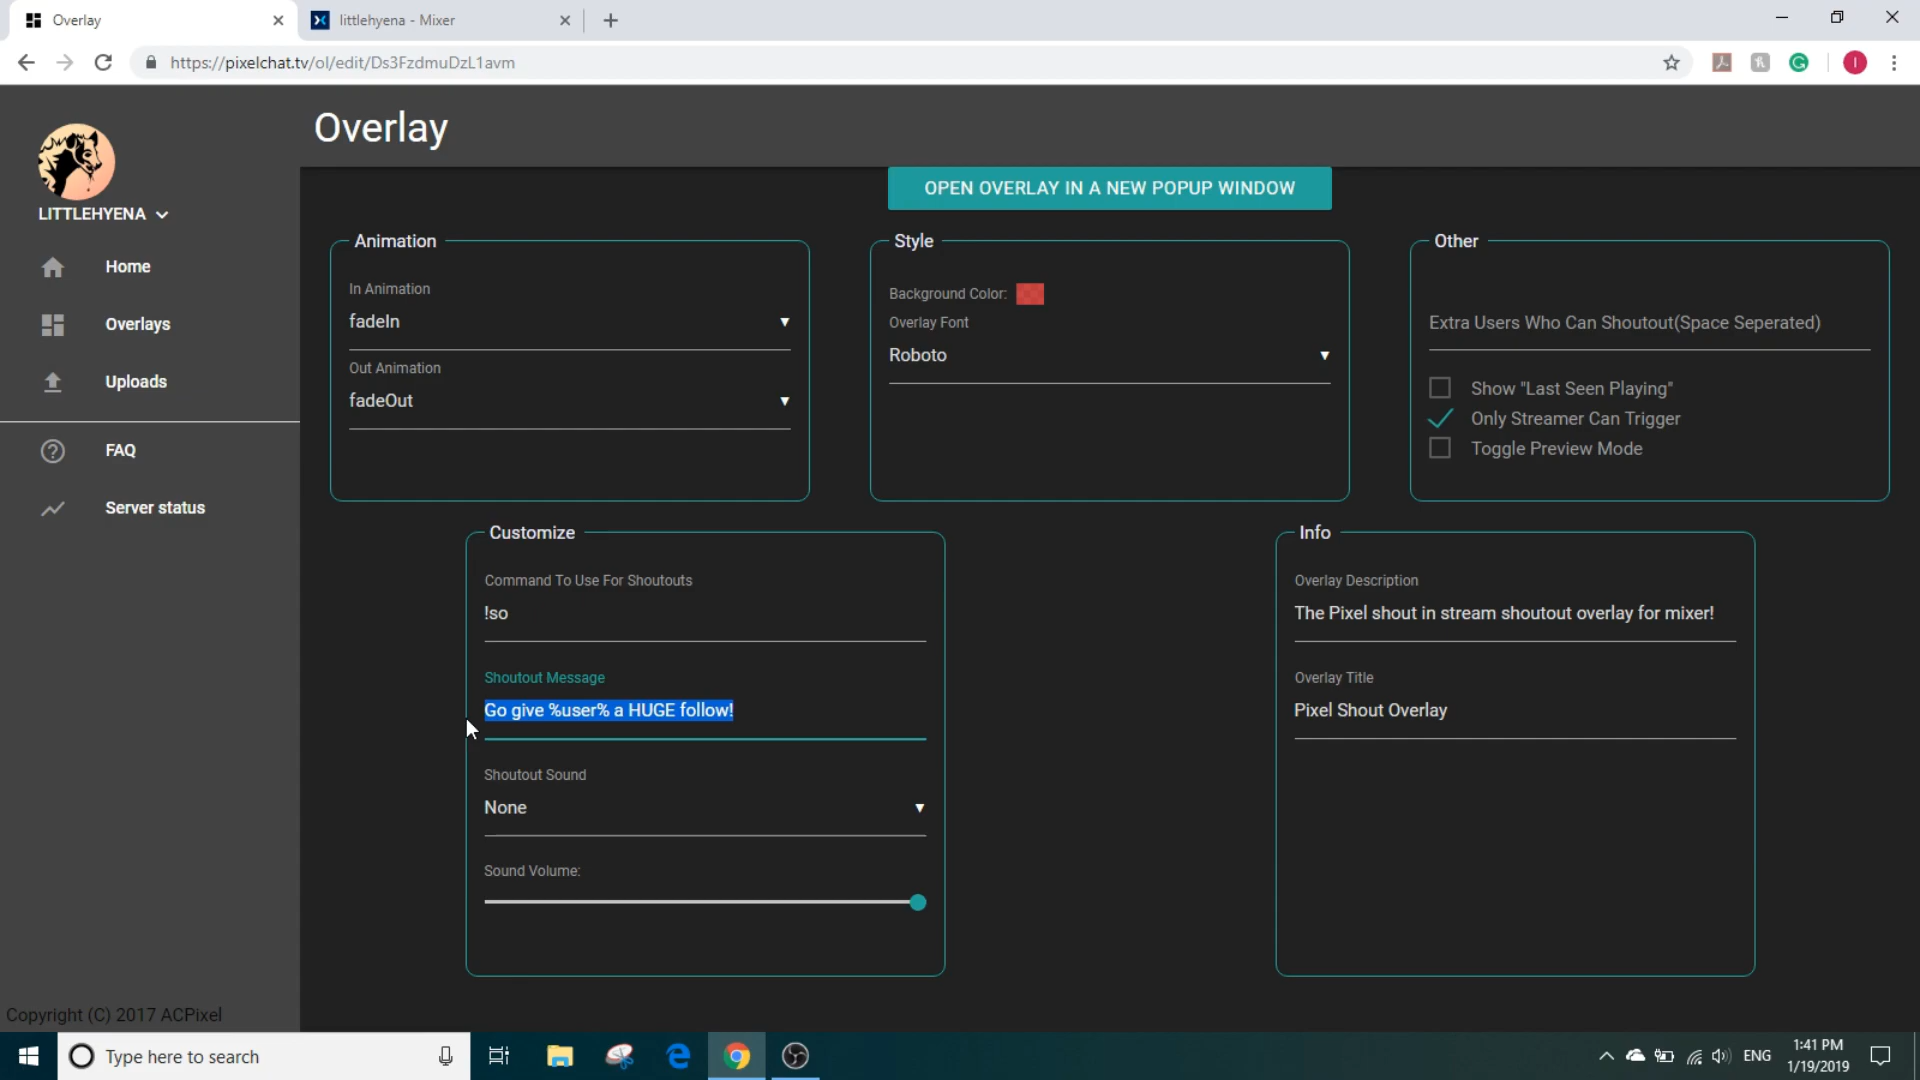 Overlay
littlehyena - Mixer
https://pixelchat.tv/ol/edit/Ds3FzdmuDzL1avm
I
Overlay
LITTLEHYENA
Home
Overlays
Uploads
FAQ
Server status
Copyright (C) 2017 ACPixel
OPEN OVERLAY IN A NEW POPUP WINDOW
Animation
In Animation
fadeIn
Out Animation
fadeOut
Style
Background Color:
Overlay Font
Roboto
Other
Extra Users Who Can Shoutout(Space Seperated)
Show "Last Seen Playing"
Only Streamer Can Trigger
Toggle Preview Mode
Customize
Command To Use For Shoutouts
!so
Shoutout Message
Go give %user% a HUGE follow!
Shoutout Sound
None
Sound Volume:
Info
Overlay Description
The Pixel shout in stream shoutout overlay for mixer!
Overlay Title
Pixel Shout Overlay
Type here to search
ENG
1:41 PM
1/19/2019